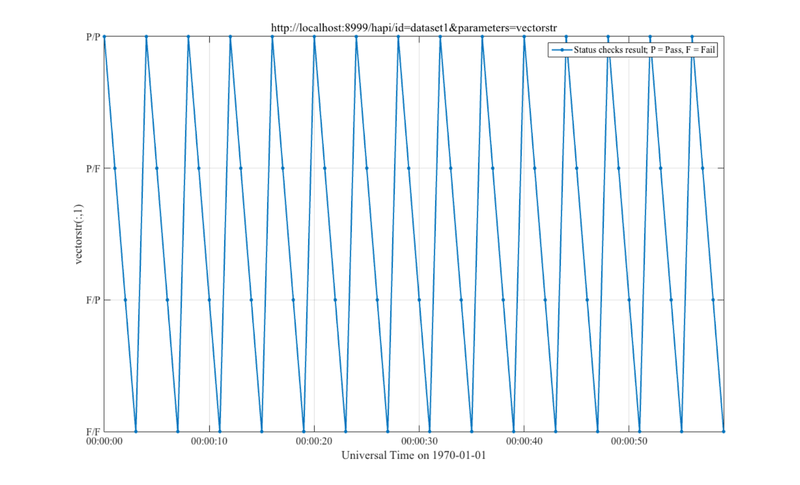 http://localhost:8999/hapi/id=dataset1&parameters=vectorstr
Status checks result; P = Pass, F = Fail
P/P
P/F
vectorstr(:,1)
F/P
F/F
00:00:00 00:00:10 00:00:20 00:00:30 00:00:40 00:00:50
Universal Time on 1970-01-01